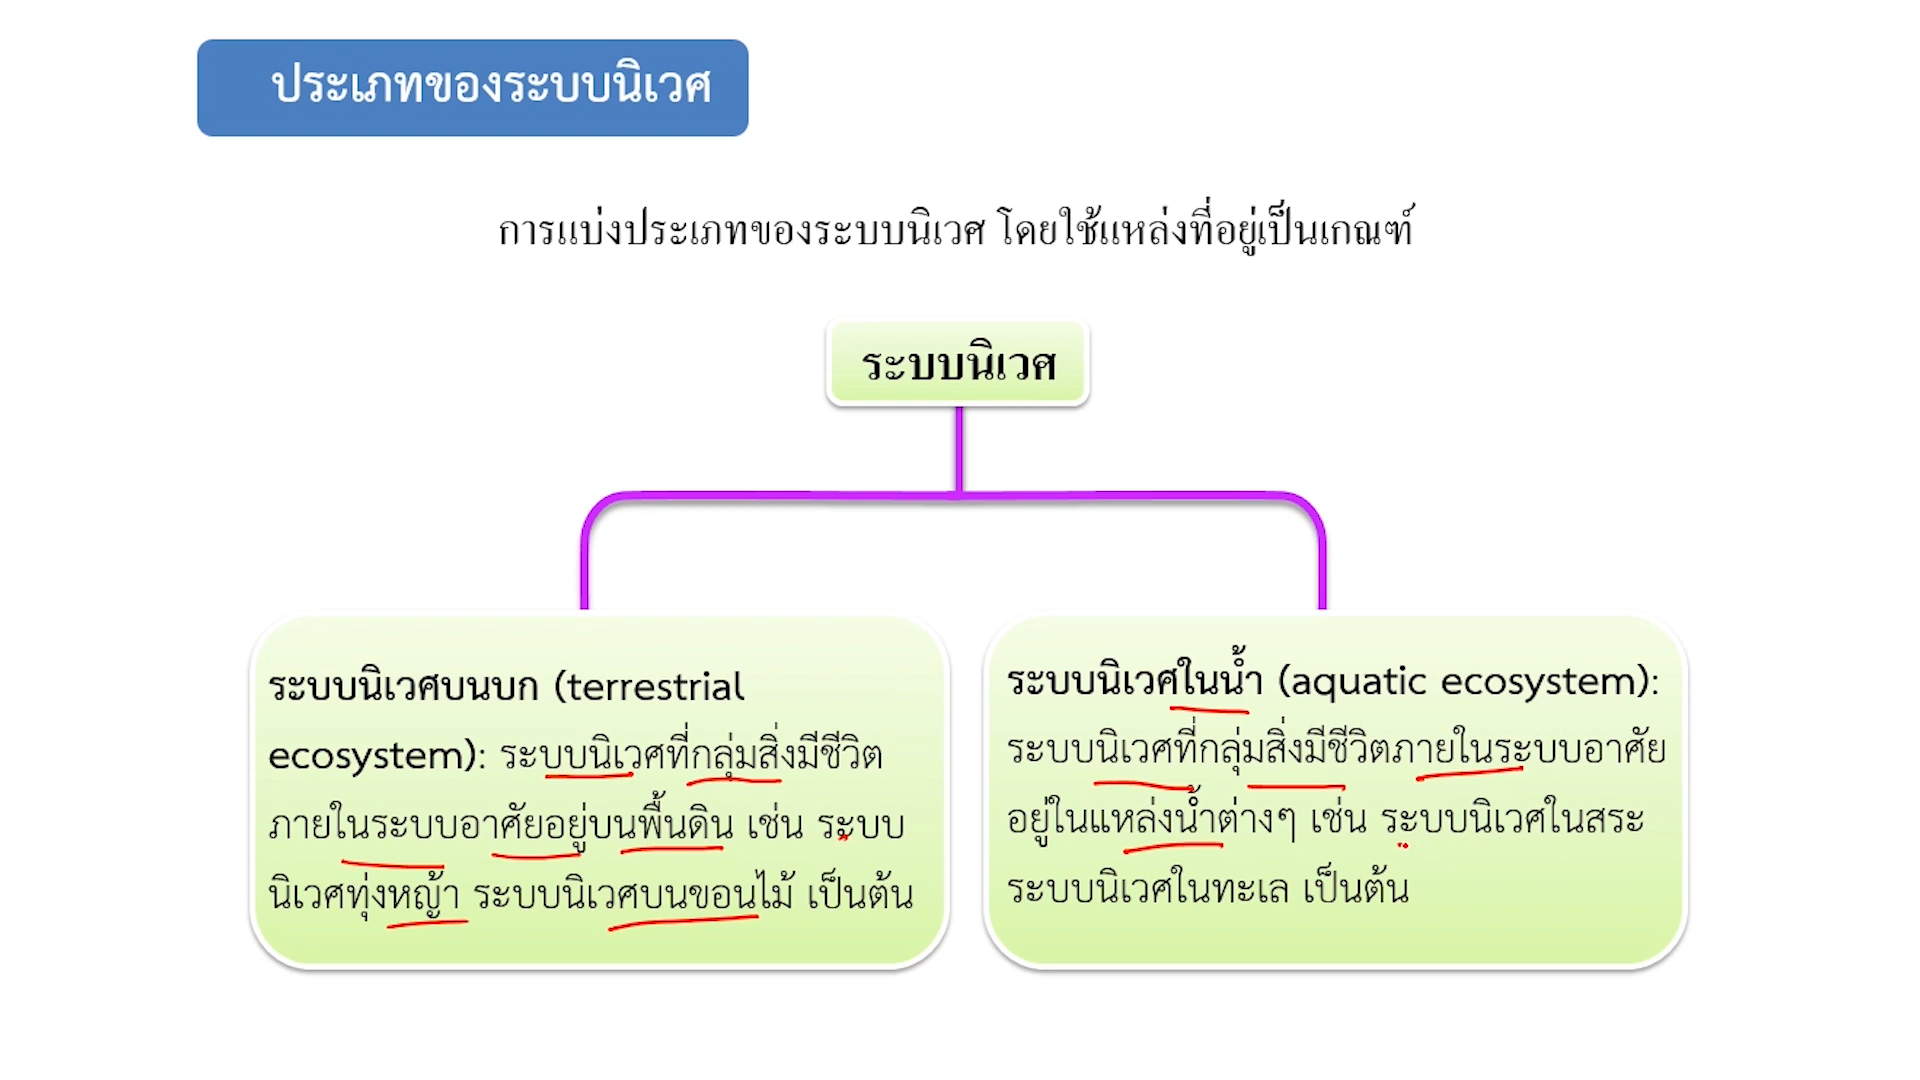 ประเภทของระบบนิเวศ
การแบ่งประเภทของระบบนิเวศ โดยใช้แหล่งที่อยู่เป็นเกณฑ์
ระบบนิเวศ
ระบบนิเวศบนบก (terrestrial
ecosystem): ระบบนิเวศที่กลุ่มสิ่งมีชีวิต
ภายในระบบอาศัยอยู่บนพื้นดิน เช่น ระบบ
นิเวศทุ่งหญ้า ระบบนิเวศบนขอนไม้ เป็นต้น
ระบบนิเวศในน้ำ (aquatic ecosystem):
ระบบนิเวศที่กลุ่มสิ่งมีชีวิตภายในระบบอาศัย
อยู่ในแหล่งน้ำต่างๆ เช่น ระบบนิเวศในสระ
ระบบนิเวศในทะเล เป็นต้น